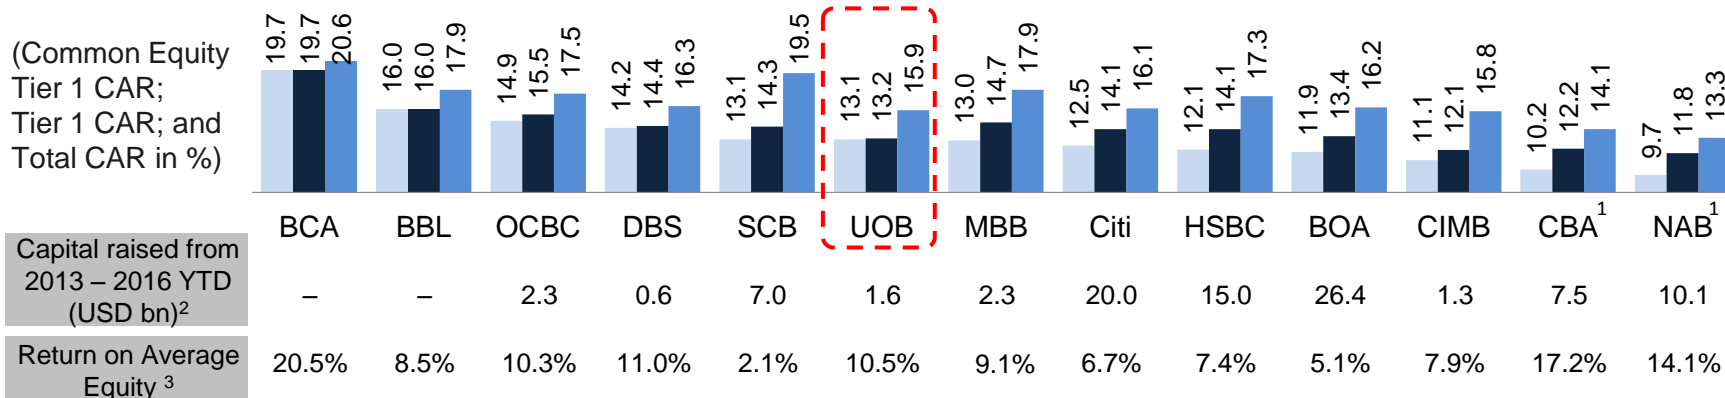 (Common Equity
Tier 1 CAR;
Tier 1 CAR; and
Total CAR in %)
19.7 19.7 20.6 16.0 16.0 17.9 14.9 15.5 17.5 14.2 14.4 16.3 13.1 14.3 19.5 13.1 13.2 15.9 13.0 14.7 17.9 12.5 14.1 16.1 12.1 14.1 17.3 11.9 13.4 16.2 11.1 12.1 15.8 10.2 12.2 14.1 9.7 11.8 13.3
BCA BBL OCBC DBS SCB UOB MBB Citi HSBC BOA CIMB CBA1 NAB1
Capital raised from
2013 – 2016 YTD
(USD bn)2
– – 2.3 0.6 7.0 1.6 2.3 20.0 15.0 26.4 1.3 7.5 10.1
Return on Average
Equity 3
20.5% 8.5% 10.3% 11.0% 2.1% 10.5% 9.1% 6.7% 7.4% 5.1% 7.9% 17.2% 14.1%